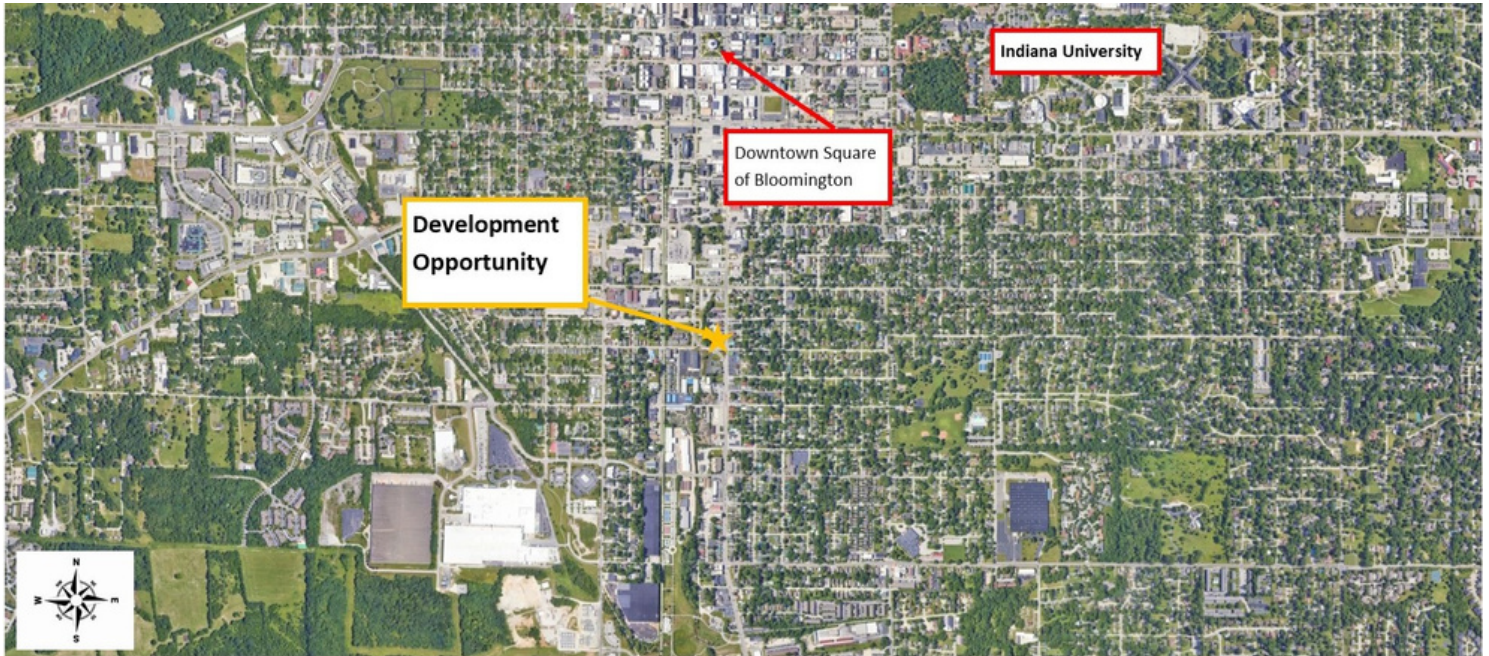 Indiana University
Downtown Square
of Bloomington
Development
Opportunity
N
W
E
S